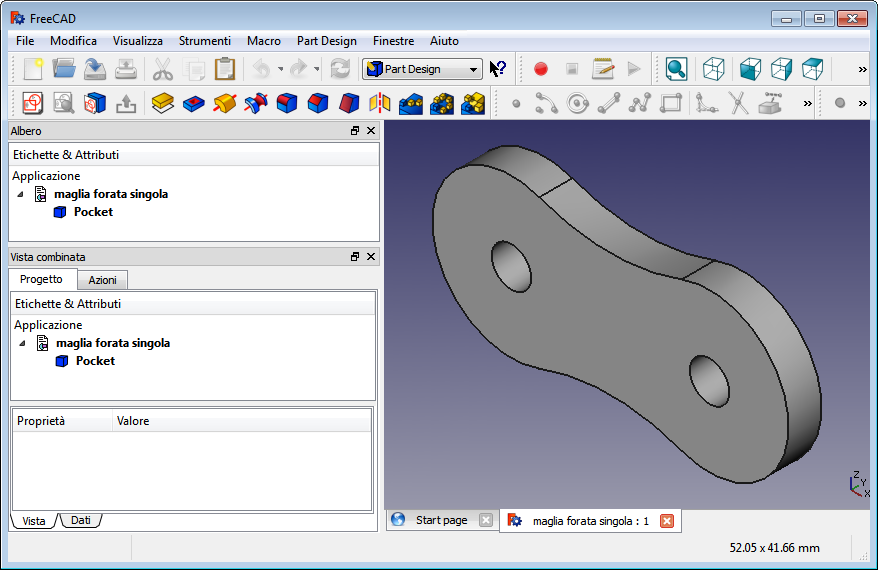 FreeCAD
File Modifica Visualizza Strumenti Macro Part Design Finestre Aiuto
Part Design
Albero
Etichette & Attributi
Applicazione
maglia forata singola
Pocket
Vista combinata
Progetto Azioni
Etichette & Attributi
Applicazione
maglia forata singola
Pocket
Proprietà Valore
Vista Dati
Z
Y
X
Start page maglia forata singola : 1
52.05 x 41.66 mm